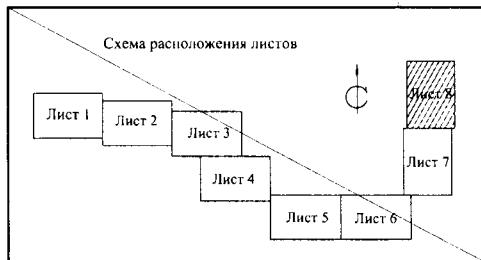 Схема расположения листов
С
Лист 1
Лист 2
Лист 3
Лист 4
Лист 5
Лист 6
Лист 7
Лист 8